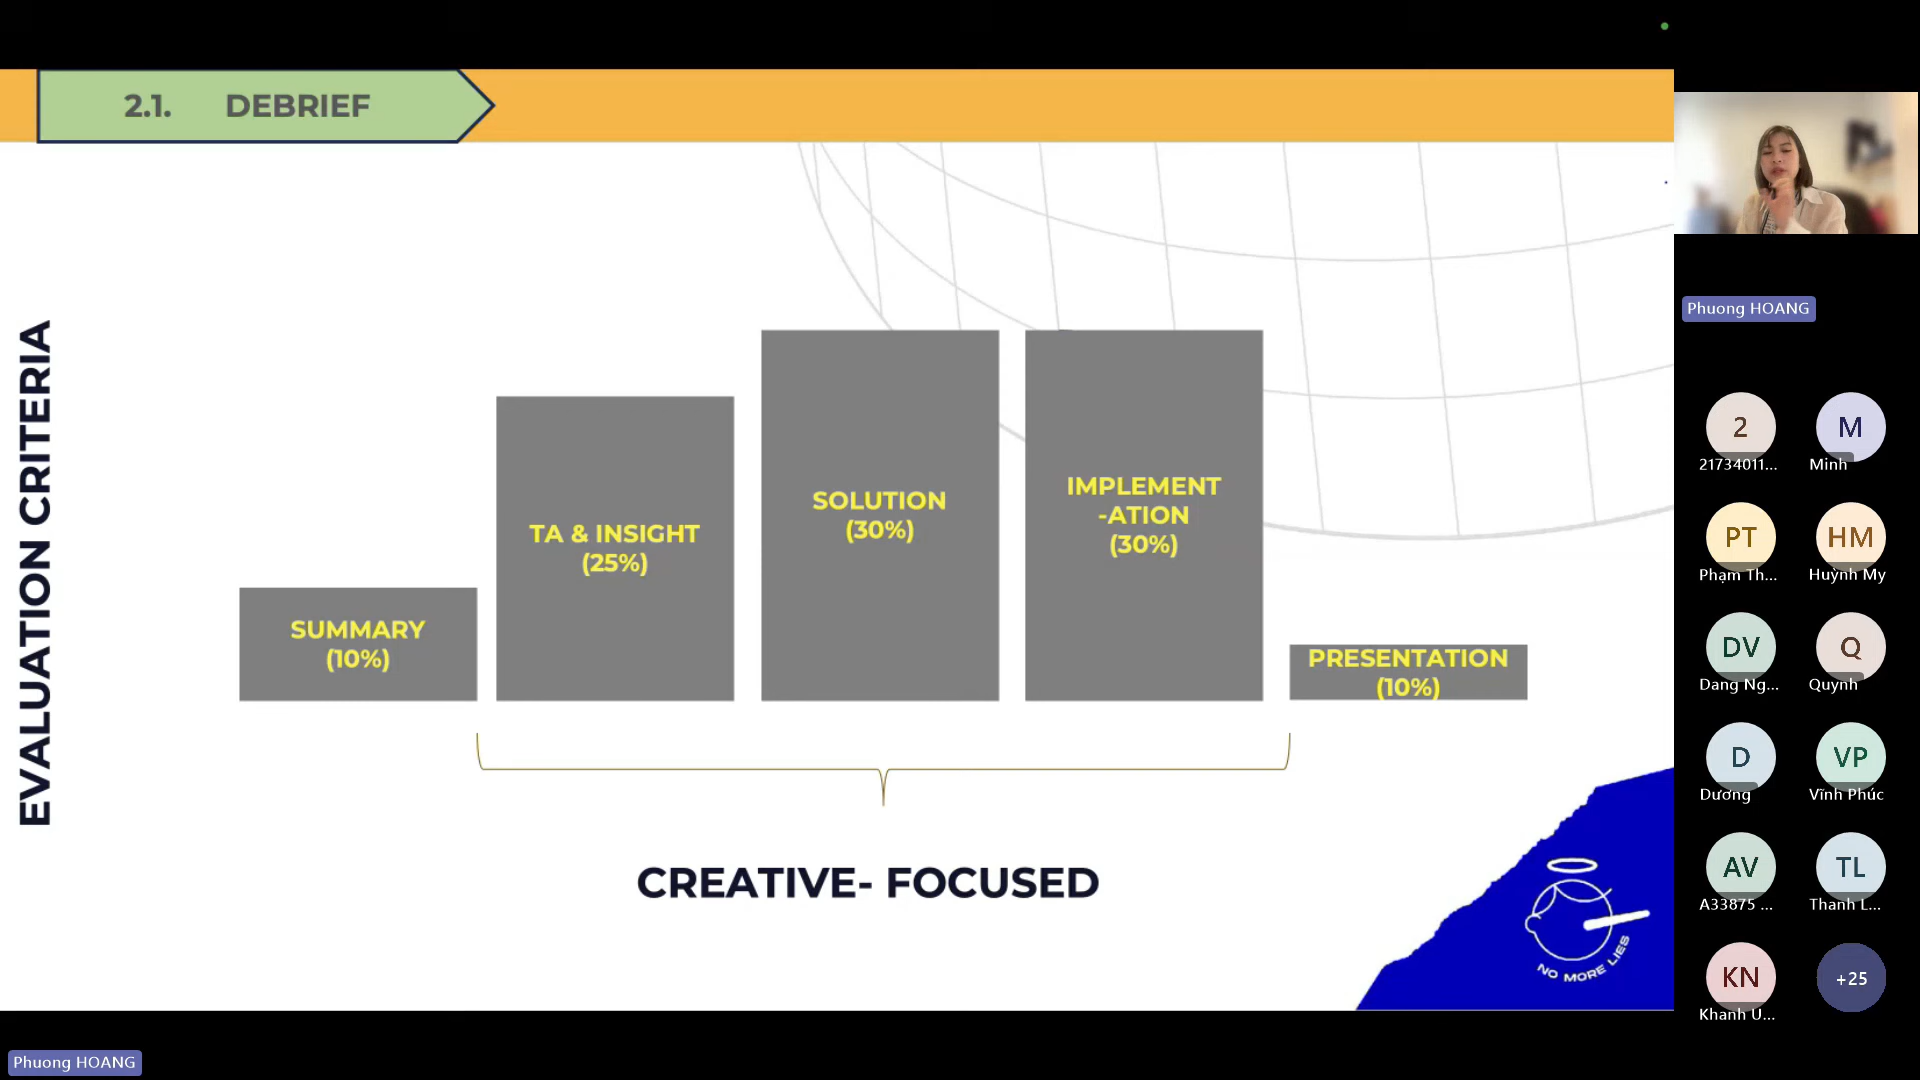 2.1. DEBRIEF
EVALUATION CRITERIA
SUMMARY
(10%)
TA & INSIGHT
(25%)
SOLUTION
(30%)
IMPLEMENT
-ATION
(30%)
PRESENTATION
(10%)
CREATIVE- FOCUSED
NO MORE LIES
Phuong HOANG
2
21734011...
M
Minh
PT
Phạm Th...
HM
Huỳnh My
DV
Dang Ng...
Q
Quynh
D
Dương
VP
Vĩnh Phúc
AV
A33875 ...
TL
Thanh L...
KN
Khanh U...
+25
Phuong HOANG